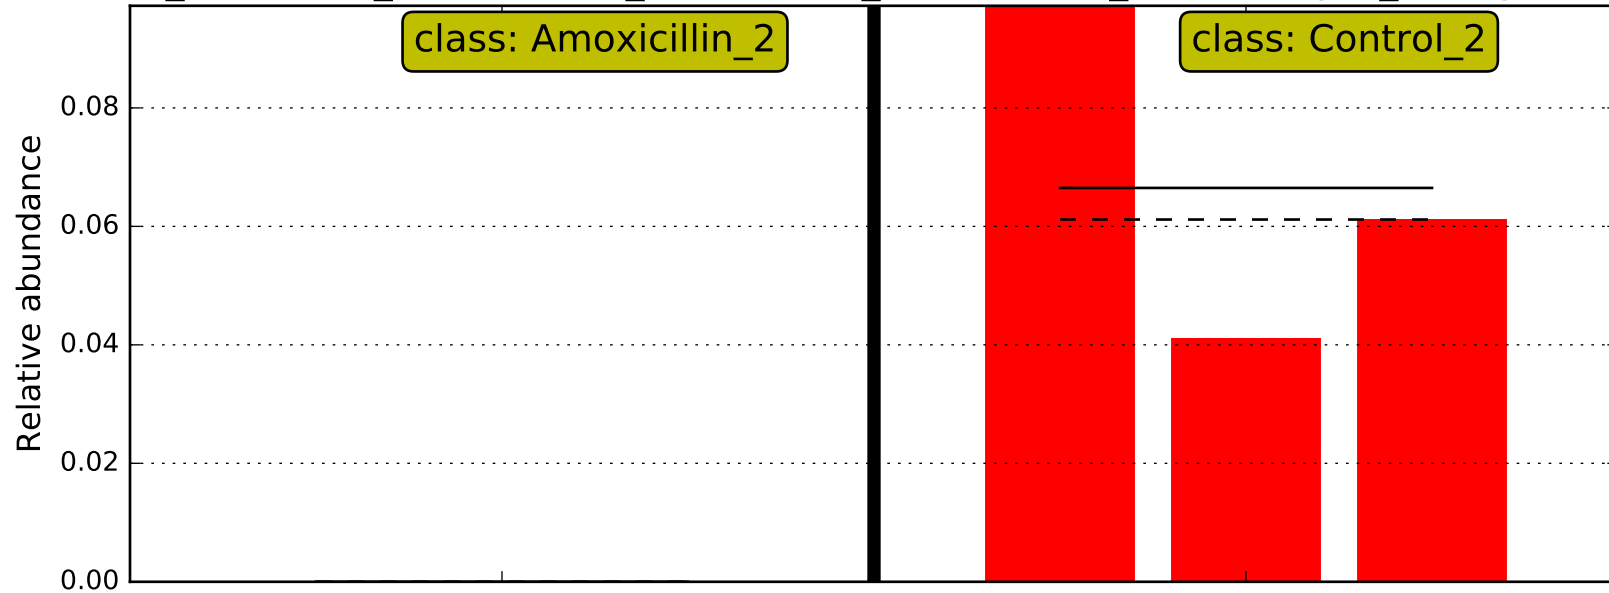 class: Amoxicillin_2
class: Control_2
0.08
0.06
0.04
0.02
0.00
Relative abundance